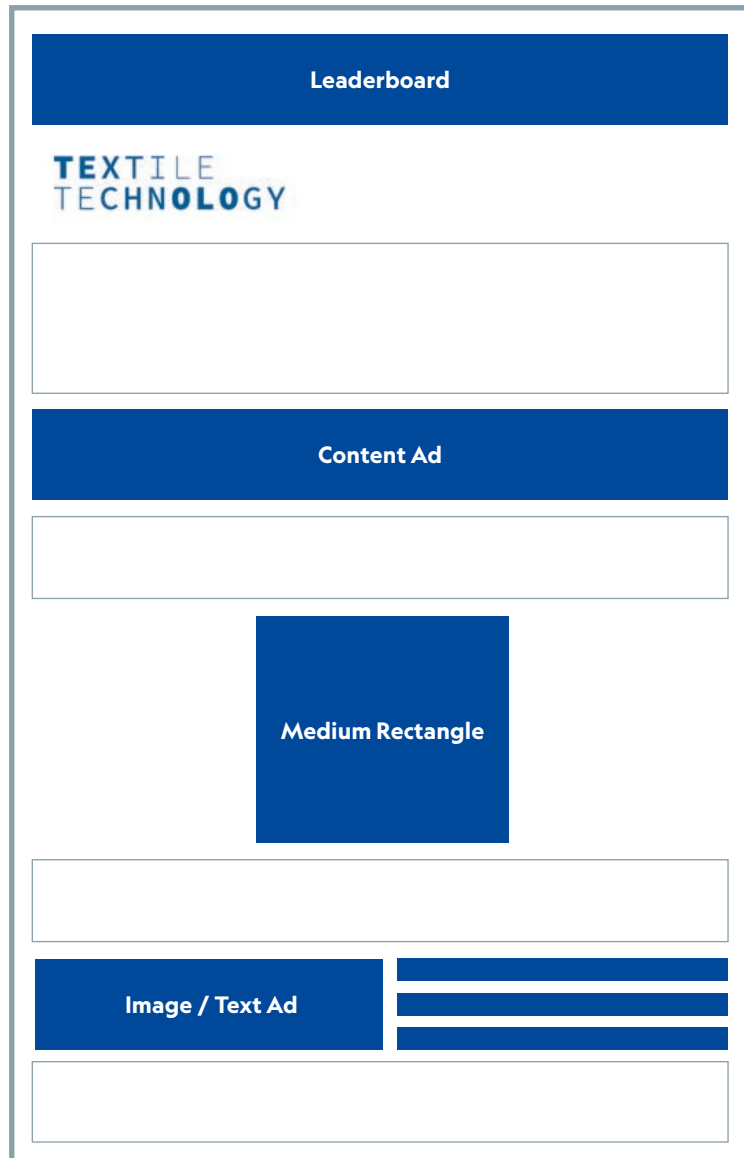 Leaderboard
TEXTILE
TECHNOLOGY
Content Ad
Medium Rectangle
Image / Text Ad